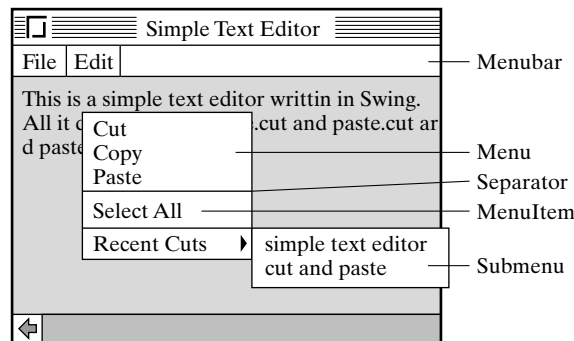 Simple Text Editor
File Edit
Menubar
This is a simple text editor writtin in Swing.
All it d .cut and paste.cut ar
d paste
Cut
Copy
Paste
Menu
Separator
Select All
MenuItem
Recent Cuts
simple text editor
cut and paste
Submenu